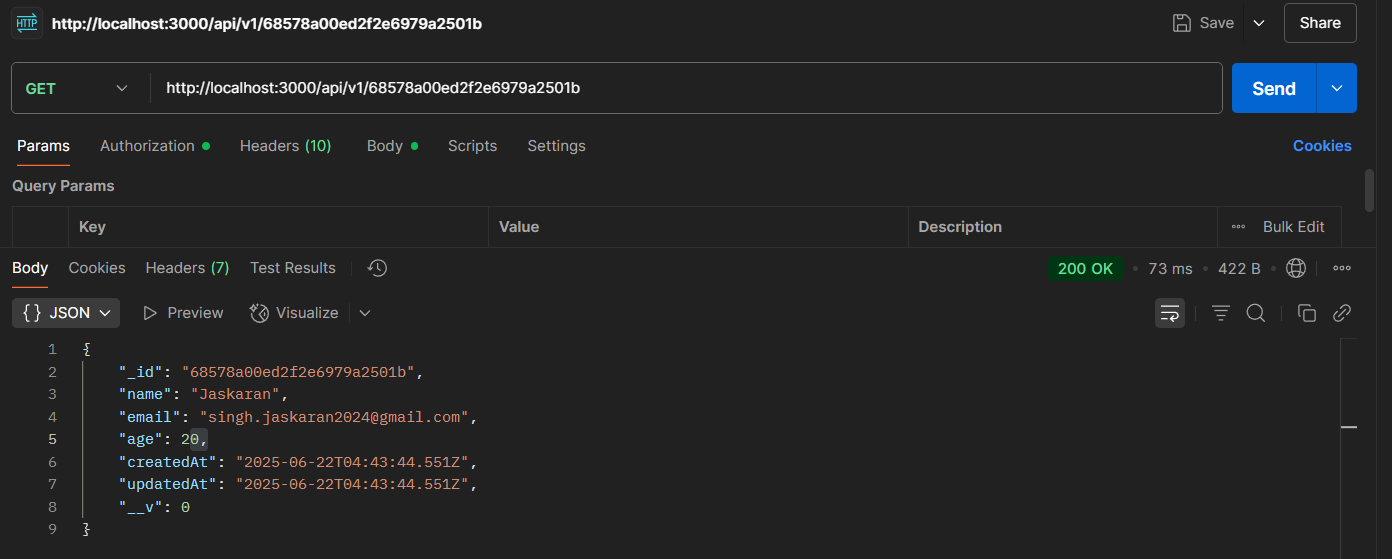 HTTP http://localhost:3000/api/v1/68578a00ed2f2e6979a2501b Save Share
GET http://localhost:3000/api/v1/68578a00ed2f2e6979a2501b Send
Params Authorization Headers (10) Body Scripts Settings Cookies
Query Params
Key Value Description Bulk Edit
Body Cookies Headers (7) Test Results 200 OK 73 ms 422 B
{} JSON Preview Visualize
1 {
2 "_id": "68578a00ed2f2e6979a2501b",
3 "name": "Jaskaran",
4 "email": "singh.jaskaran2024@gmail.com",
5 "age": 20,
6 "createdAt": "2025-06-22T04:43:44.551Z",
7 "updatedAt": "2025-06-22T04:43:44.551Z",
8 "__v": 0
9 }